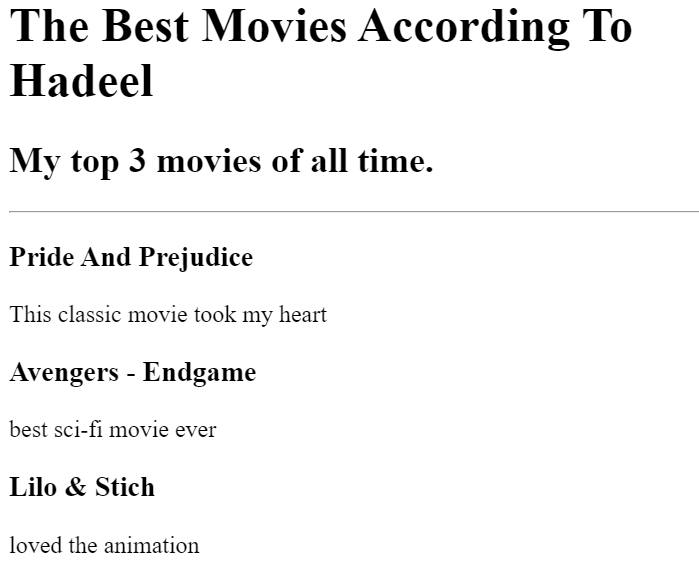 The Best Movies According To
Hadeel
My top 3 movies of all time.
Pride And Prejudice
This classic movie took my heart
Avengers - Endgame
best sci-fi movie ever
Lilo & Stich
loved the animation